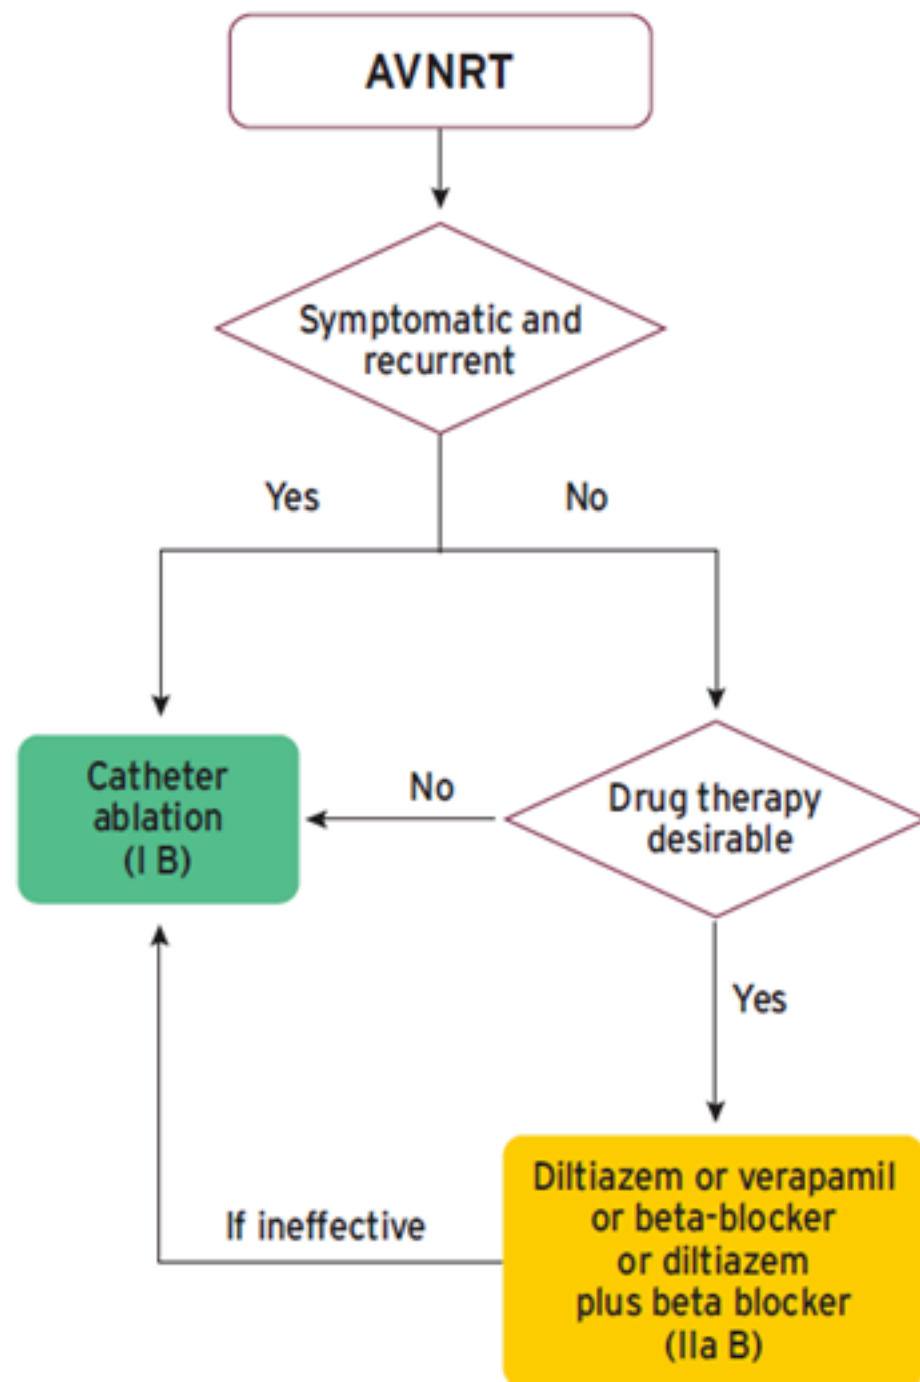 AVNRT
Symptomatic and
recurrent
Yes
No
Catheter
ablation
(I B)
No
Drug therapy
desirable
Yes
If ineffective
Diltiazem or verapamil
or beta-blocker
or diltiazem
plus beta blocker
(IIa B)